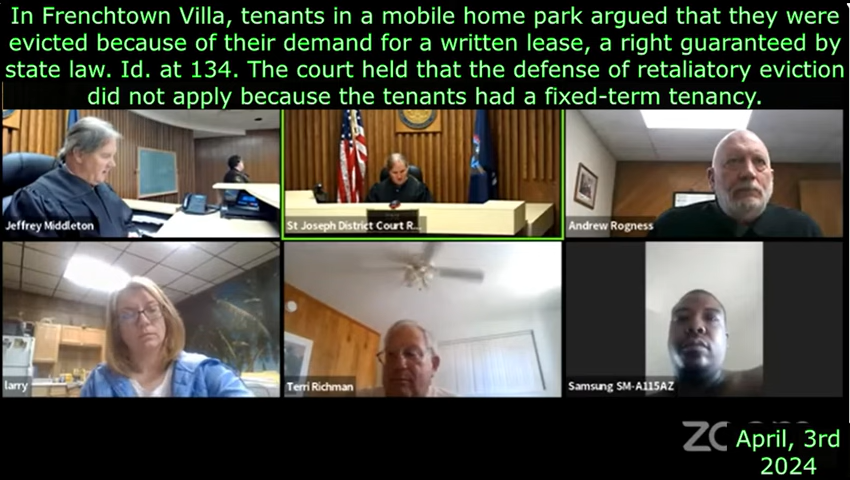 In Frenchtown Villa, tenants in a mobile home park argued that they were
evicted because of their demand for a written lease, a right guaranteed by
state law. Id. at 134. The court held that the defense of retaliatory eviction
did not apply because the tenants had a fixed-term tenancy.
Jeffrey Middleton
St Joseph District Court R...
Andrew Rogness
larry
Terri Richman
Samsung SM-A115AZ
April, 3rd
2024